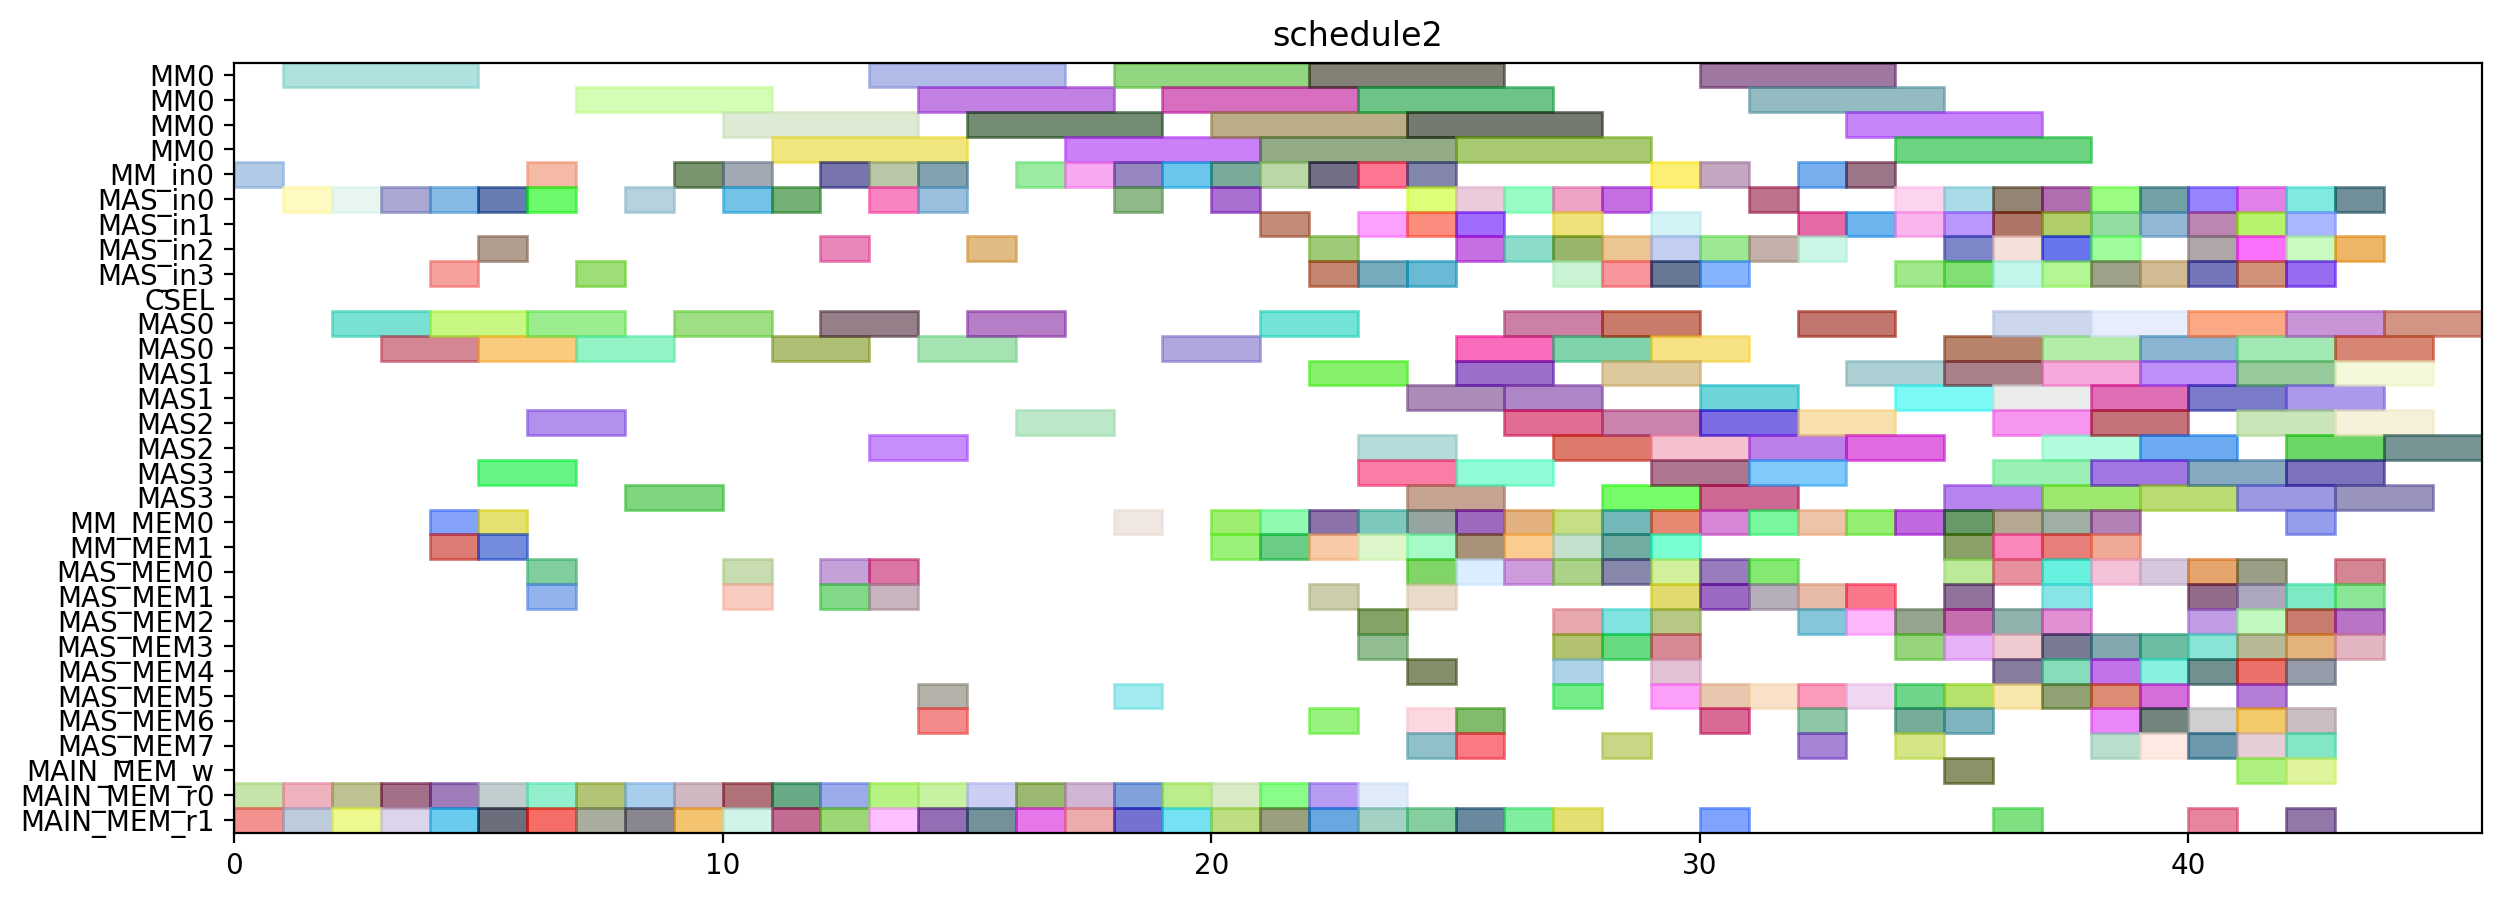 schedule2
MM0
MM0
MM0
MM0
MM_in0
MAS_in0
MAS_in1
MAS_in2
MAS_in3
CSEL
MAS0
MAS0
MAS1
MAS1
MAS2
MAS2
MAS3
MAS3
MM_MEM0
MM_MEM1
MAS_MEM0
MAS_MEM1
MAS_MEM2
MAS_MEM3
MAS_MEM4
MAS_MEM5
MAS_MEM6
MAS_MEM7
MAIN_MEM_w
MAIN_MEM_r0
MAIN_MEM_r1
0 10 20 30 40